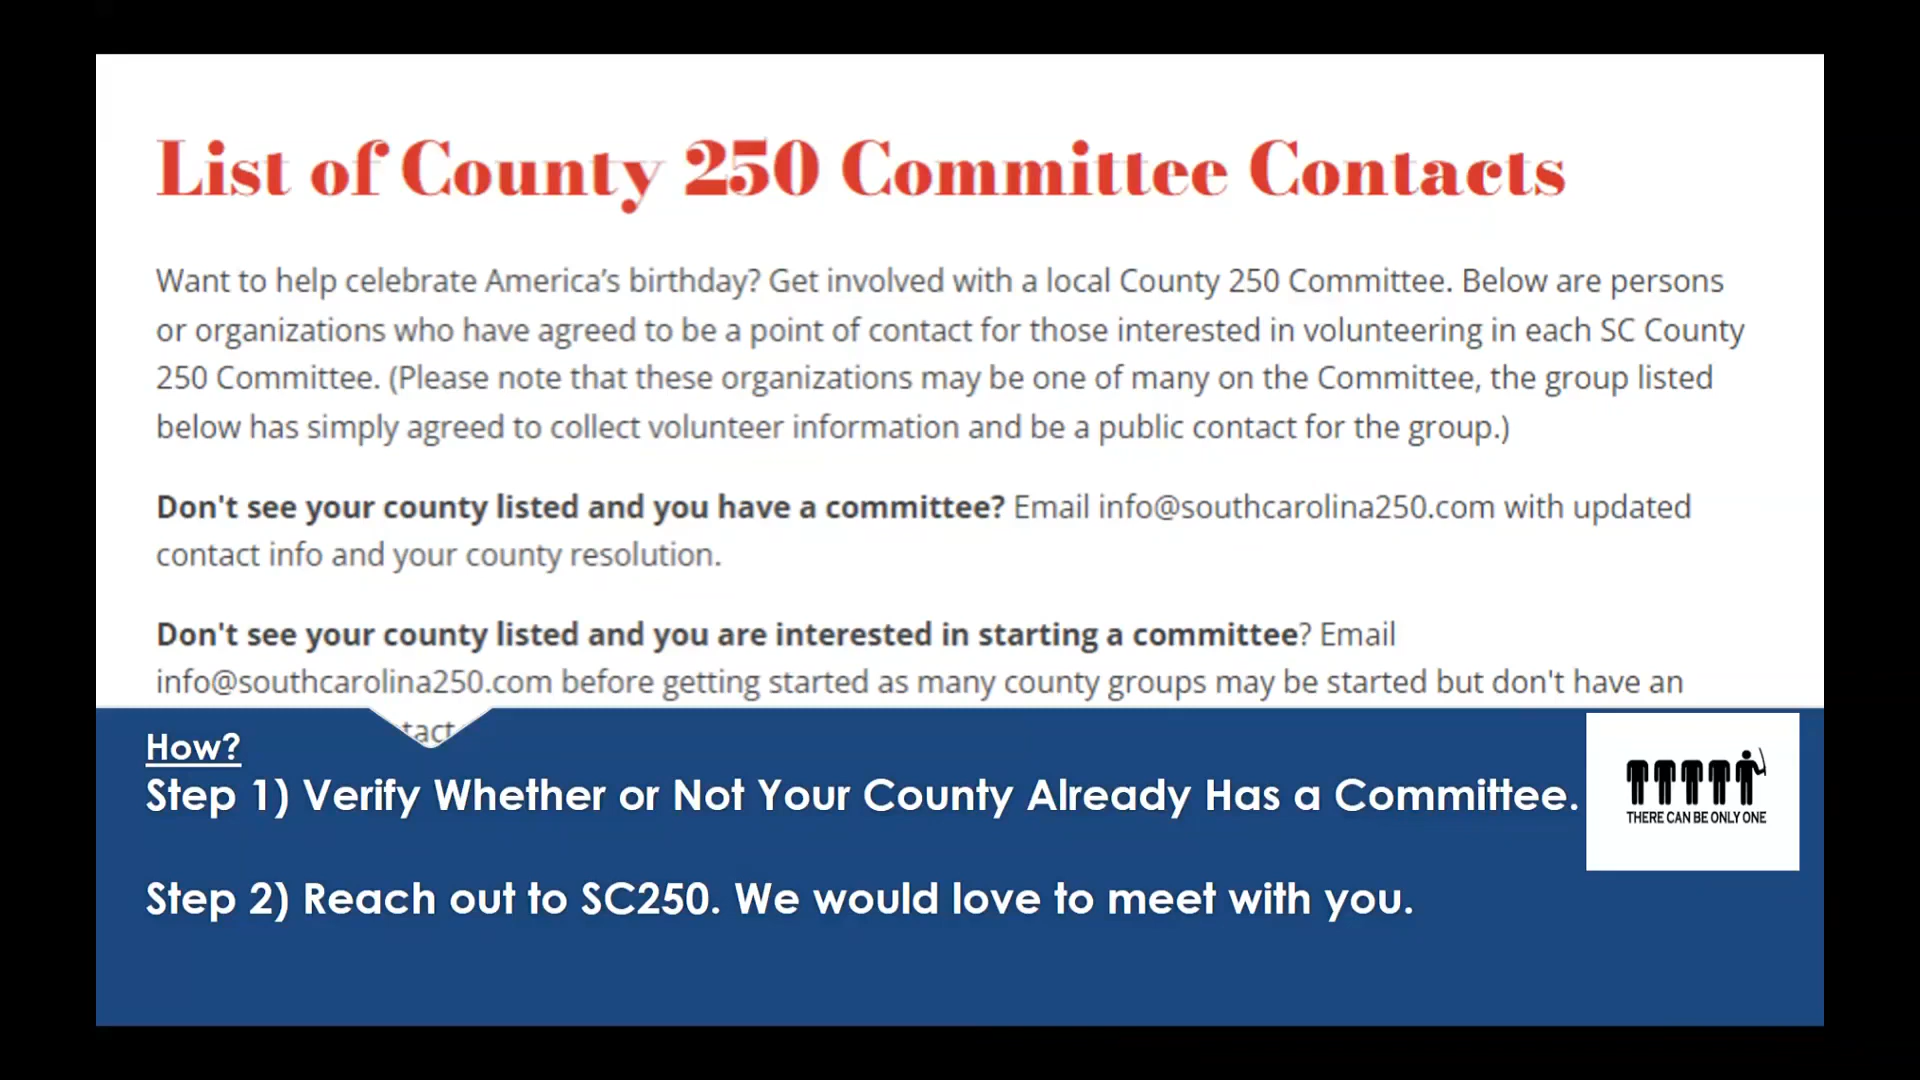 List of County 250 Committee Contacts
Want to help celebrate America’s birthday? Get involved with a local County 250 Committee. Below are persons
or organizations who have agreed to be a point of contact for those interested in volunteering in each SC County
250 Committee. (Please note that these organizations may be one of many on the Committee, the group listed
below has simply agreed to collect volunteer information and be a public contact for the group.)
Don't see your county listed and you have a committee? Email info@southcarolina250.com with updated
contact info and your county resolution.
Don't see your county listed and you are interested in starting a committee? Email
info@southcarolina250.com before getting started as many county groups may be started but don't have an
How?
Step 1) Verify Whether or Not Your County Already Has a Committee.
THERE CAN BE ONLY ONE
Step 2) Reach out to SC250. We would love to meet with you.